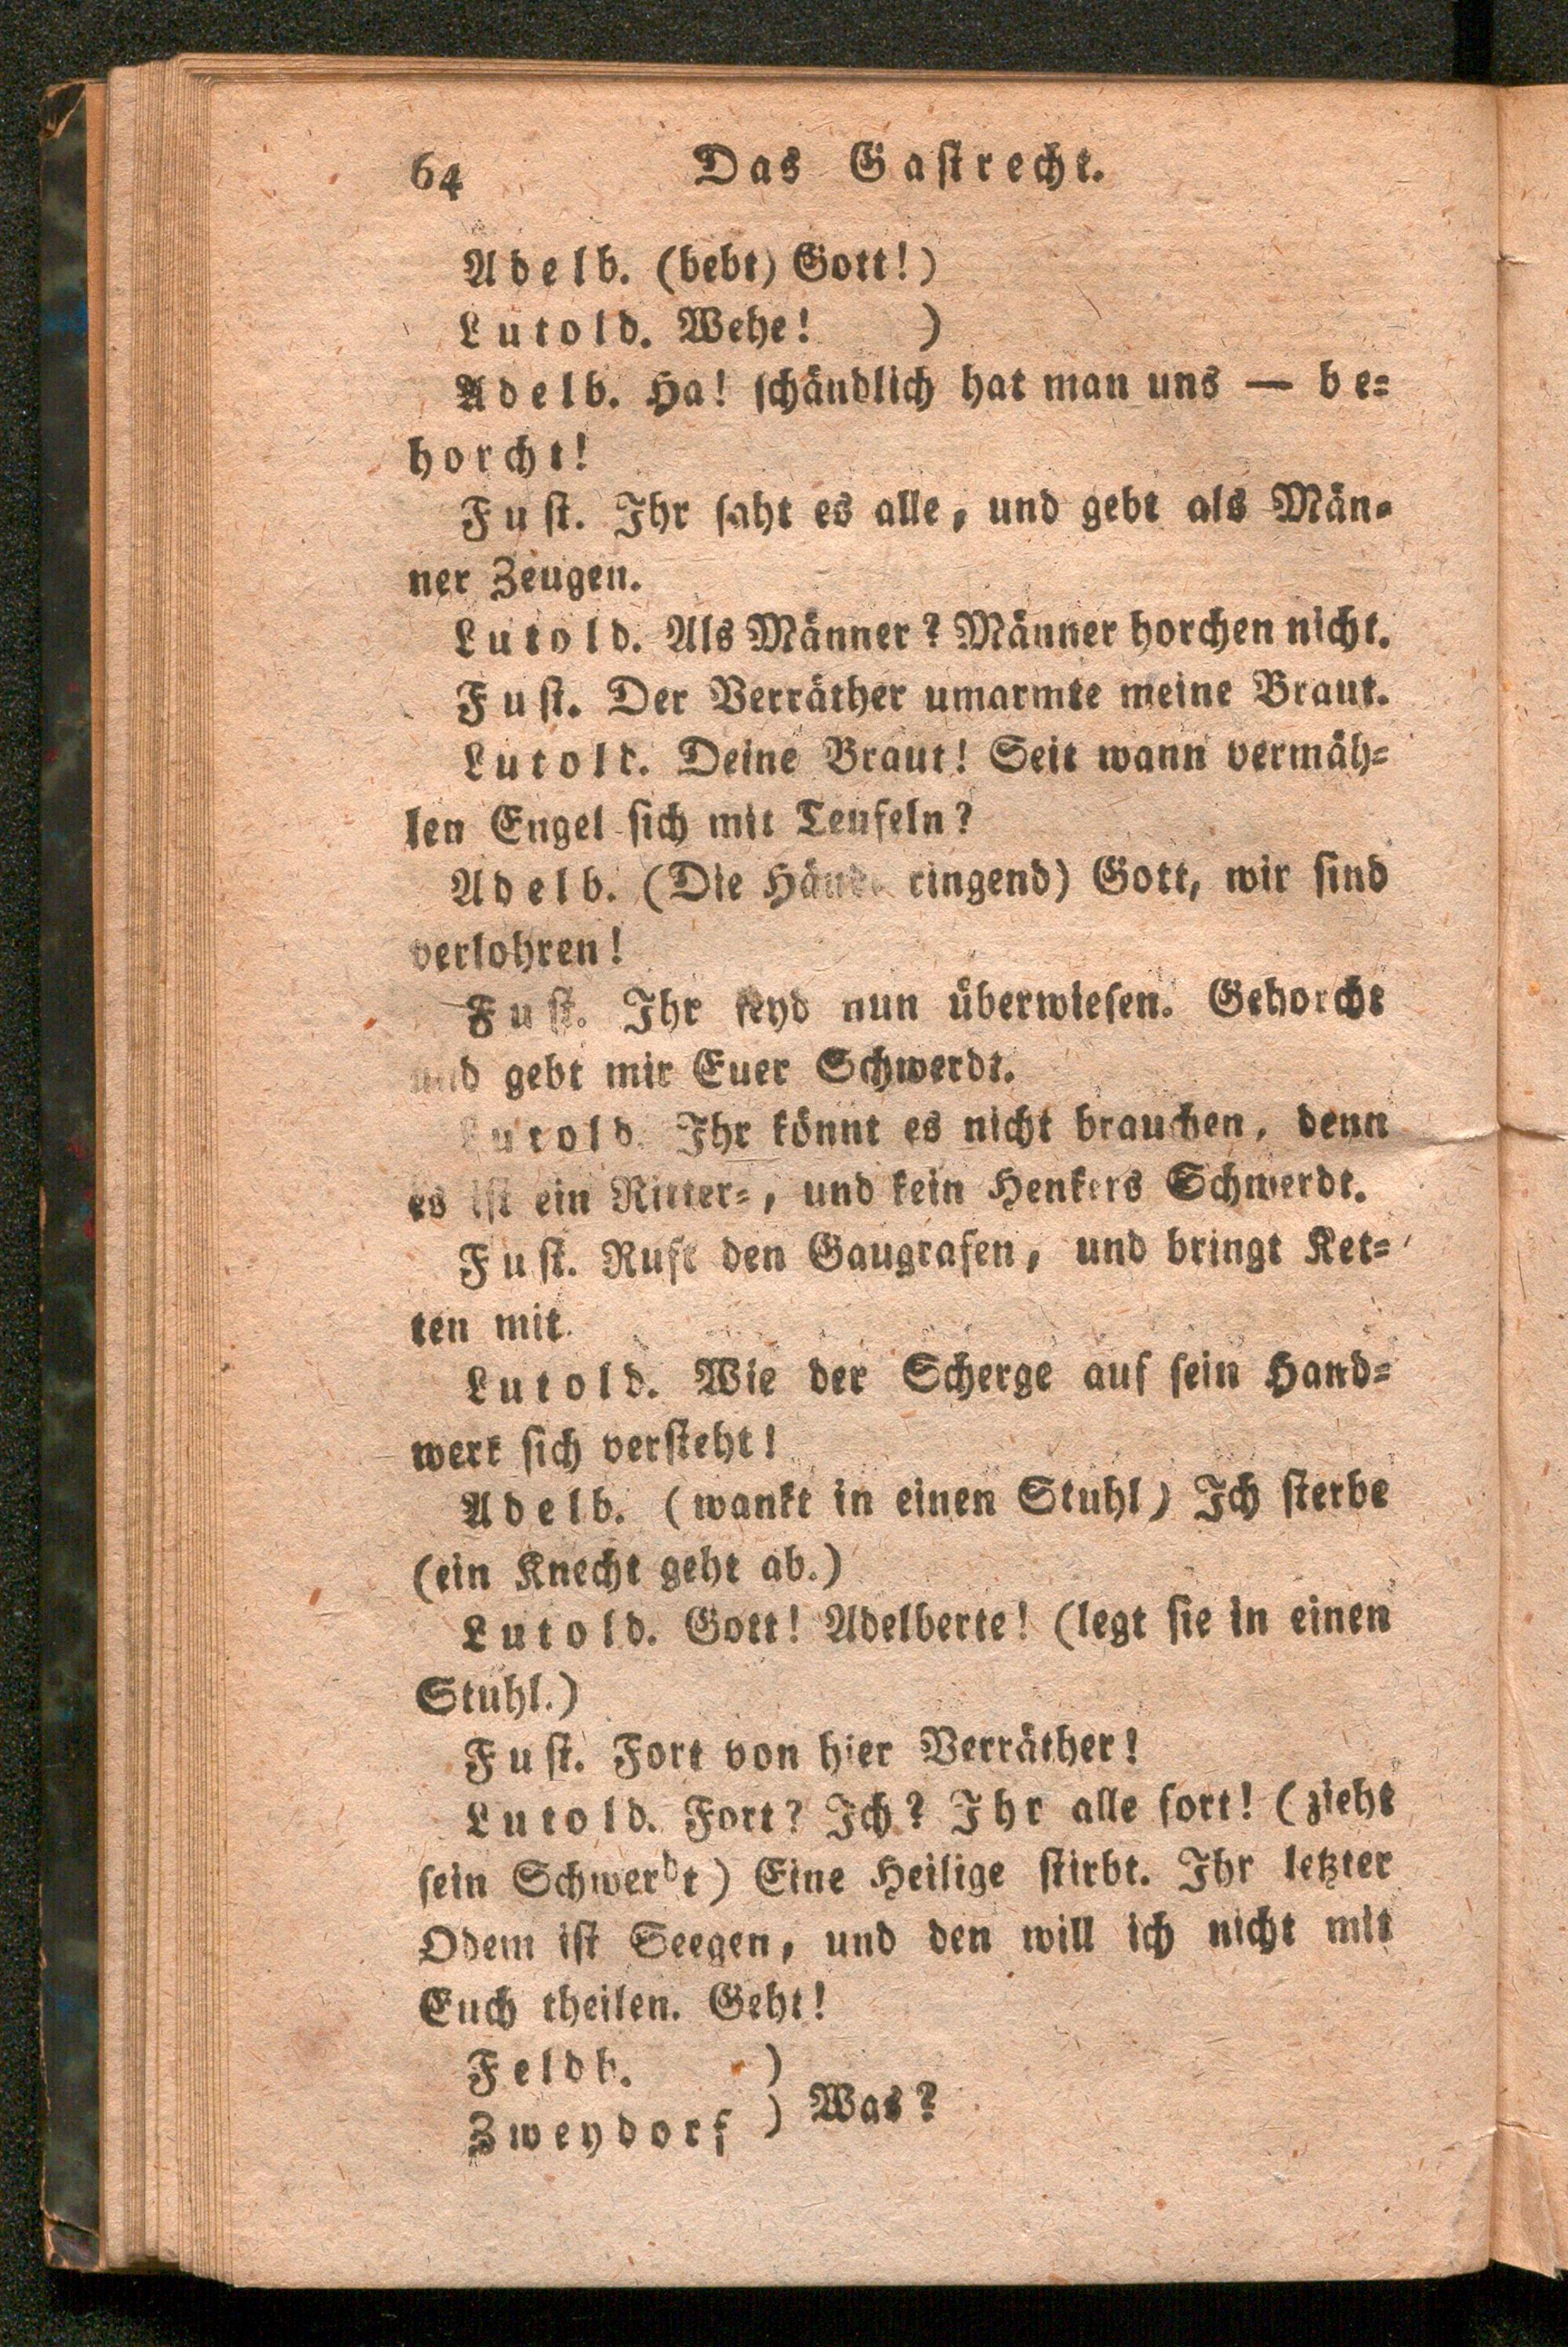 64 Das Gastrecht.
Adelb. (bebt) Gott!)
Lutold. Wehe! )
Adelb. Ha! schändlich hat man uns — be-
horcht!
Fust. Ihr saht es alle, und gebt als Män-
ner Zeugen.
Lutold. Als Männer? Männer horchen nicht.
Fust. Der Verräther umarmte meine Braut.
Lutold. Deine Braut! Seit wann vermäh-
len Engel sich mit Teufeln?
Adelb. (Die Hände ringend) Gott, wir sind
verlohren!
Fust. Ihr seyd nun überwiesen. Gehorcht
und gebt mir Euer Schwerdt.
Lutold. Ihr könnt es nicht brauchen, denn
es ist ein Ritter-, und kein Henkers Schwerdt.
Fust. Ruft den Gaugrafen, und bringt Ket-
ten mit.
Lutold. Wie der Scherge auf sein Hand-
werk sich versteht!
Adelb. (wankt in einen Stuhl) Ich sterbe
(ein Knecht geht ab.)
Lutold. Gott! Adelberte! (legt sie in einen
Stuhl.)
Fust. Fort von hier Verräther!
Lutold. Fort? Ich? Ihr alle fort! (zieht
sein Schwerdt) Eine Heilige stirbt. Ihr letzter
Odem ist Seegen, und den will ich nicht mit
Euch theilen. Geht!
Feldb. )
Zweydorf ) Was?